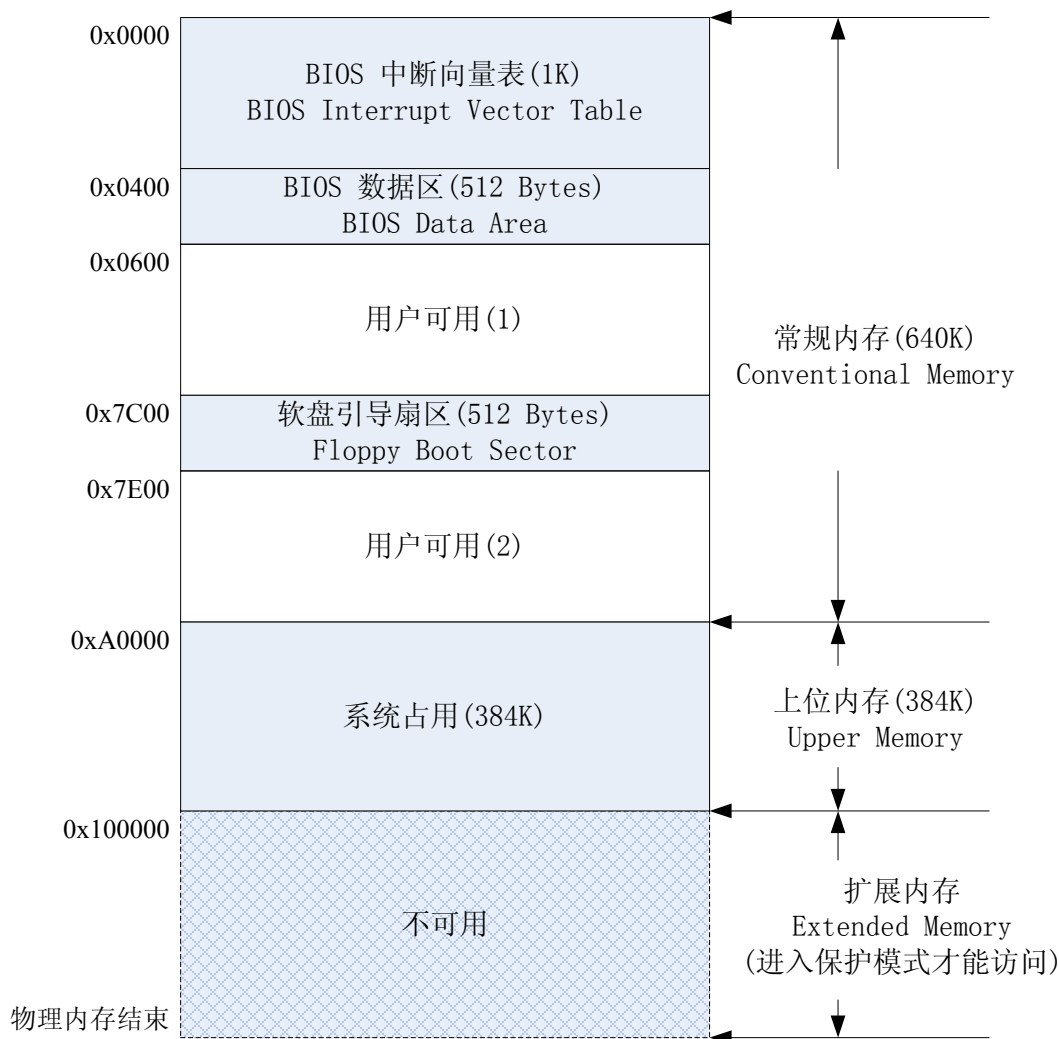 0x0000
BIOS 中断向量表(1K)
BIOS Interrupt Vector Table
0x0400
BIOS 数据区(512 Bytes)
BIOS Data Area
0x0600
用户可用(1)
常规内存(640K)
Conventional Memory
0x7C00
软盘引导扇区(512 Bytes)
Floppy Boot Sector
0x7E00
用户可用(2)
0xA0000
系统占用(384K)
上位内存(384K)
Upper Memory
0x100000
不可用
扩展内存
Extended Memory
(进入保护模式才能访问)
物理内存结束